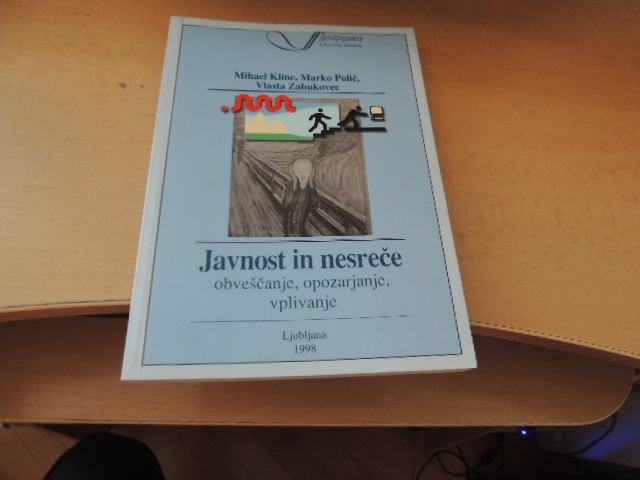 Mihael Kline, Marko Polič,
Vlasta Zabukovec
Javnost in nesreče
obveščanje, opozarjanje,
vplivanje
Ljubljana
1998